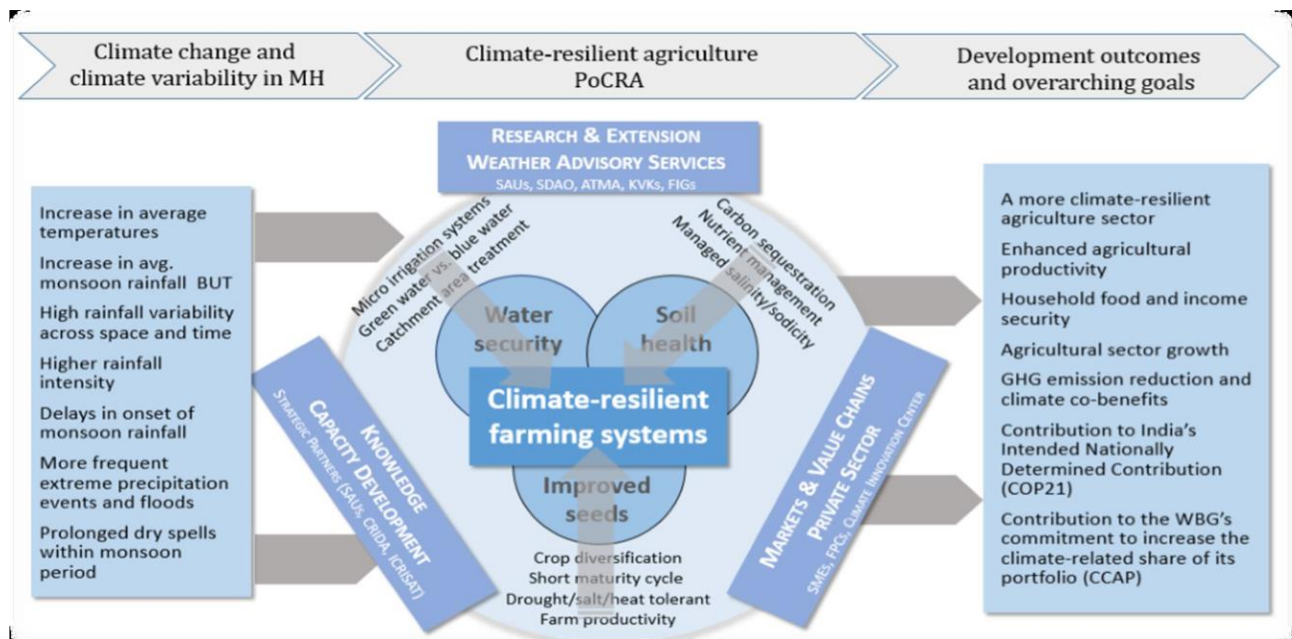 Climate change and
climate variability in MH
Climate-resilient agriculture
PoCRA
Development outcomes
and overarching goals
RESEARCH & EXTENSION
WEATHER ADVISORY SERVICES
SAUs, SDAO, ATMA, KVKs, FIGs
Increase in average
temperatures
Increase in avg.
monsoon rainfall BUT
High rainfall variability
across space and time
Higher rainfall
intensity
Delays in onset of
monsoon rainfall
More frequent
extreme precipitation
events and floods
Prolonged dry spells
within monsoon
period
Micro irrigation systems
Green water vs. blue water
Catchment area treatment
Carbon sequestration
Nutrient management
Managed salinity/sodicity
Water
security
Soil
health
Climate-resilient
farming systems
Improved
seeds
Crop diversification
Short maturity cycle
Drought/salt/heat tolerant
Farm productivity
KNOWLEDGE
CAPACITY DEVELOPMENT
STRATEGIC PARTNERS (SAUs, CRIDA, ICRISAT)
MARKETS & VALUE CHAINS
PRIVATE SECTOR
SMEs, FPCs, CLIMATE INNOVATION CENTER
A more climate-resilient
agriculture sector
Enhanced agricultural
productivity
Household food and income
security
Agricultural sector growth
GHG emission reduction and
climate co-benefits
Contribution to India's
Intended Nationally
Determined Contribution
(COP21)
Contribution to the WBG's
commitment to increase the
climate-related share of its
portfolio (CCAP)